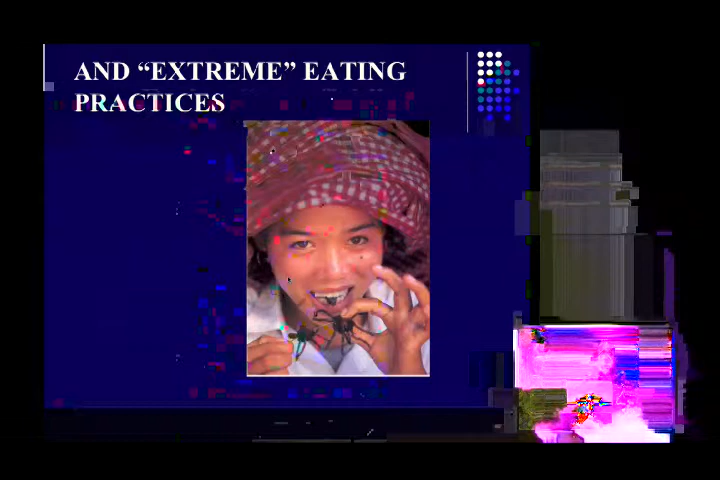 AND “EXTREME” EATING
PRACTICES